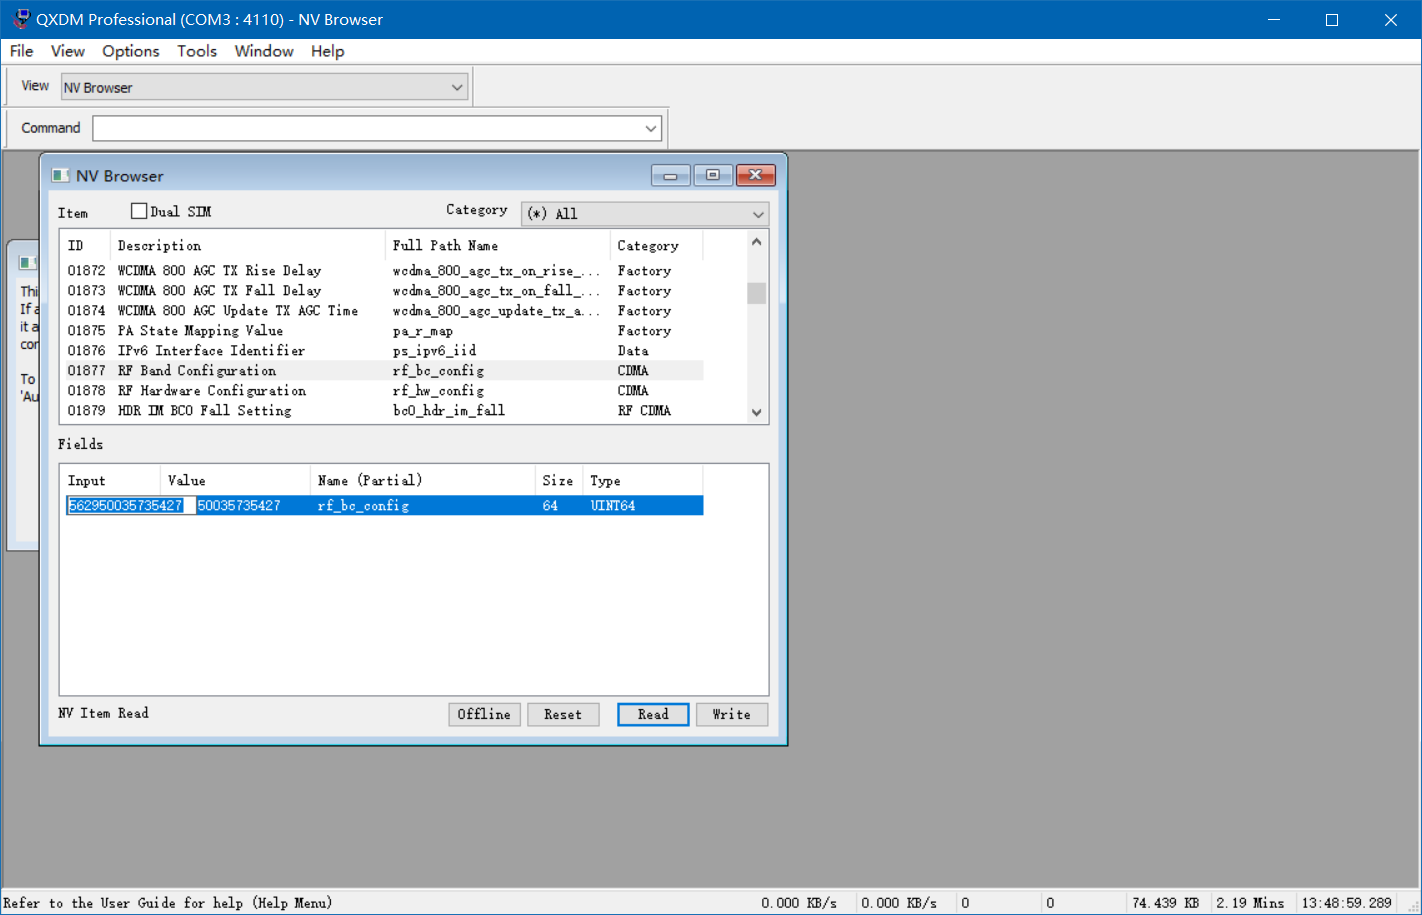 QXDM Professional (COM3 : 4110) - NV Browser
File View Options Tools Window Help
View NV Browser
Command
NV Browser
Item Dual SIM Category (*) All
ID Description Full Path Name Category
01872 WCDMA 800 AGC TX Rise Delay wcdma_800_agc_tx_on_rise_... Factory
01873 WCDMA 800 AGC TX Fall Delay wcdma_800_agc_tx_on_fall_... Factory
01874 WCDMA 800 AGC Update TX AGC Time wcdma_800_agc_update_tx_a... Factory
01875 PA State Mapping Value pa_r_map Factory
01876 IPv6 Interface Identifier ps_ipv6_iid Data
01877 RF Band Configuration rf_bc_config CDMA
01878 RF Hardware Configuration rf_hw_config CDMA
01879 HDR IM BC0 Fall Setting bc0_hdr_im_fall RF CDMA
Thi
If a
it a
cor
To
'Au
Fields
Input Value Name (Partial) Size Type
562950035735427 50035735427 rf_bc_config 64 UINT64
NV Item Read Offline Reset Read Write
Refer to the User Guide for help (Help Menu) 0.000 KB/s 0.000 KB/s 0 0 74.439 KB 2.19 Mins 13:48:59.289